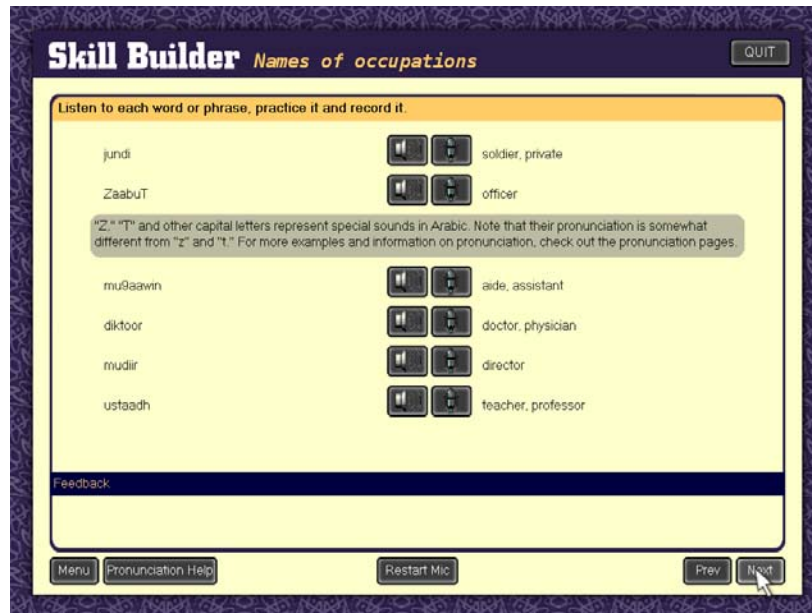 Skill Builder Names of occupations
QUIT
Listen to each word or phrase, practice it and record it.
jundi soldier, private
ZaabuT officer
"Z," "T" and other capital letters represent special sounds in Arabic. Note that their pronunciation is somewhat
different from "z" and "t." For more examples and information on pronunciation, check out the pronunciation pages.
mu9aawin aide, assistant
diktoor doctor, physician
mudiir director
ustaadh teacher, professor
Feedback
Menu Pronunciation Help Restart Mic Prev Next